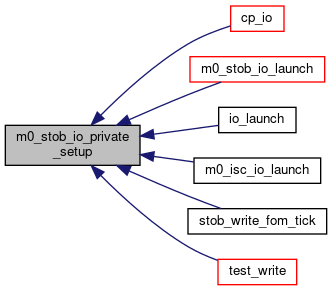 cp_io
m0_stob_io_launch
m0_stob_io_private
_setup
io_launch
m0_isc_io_launch
stob_write_fom_tick
test_write